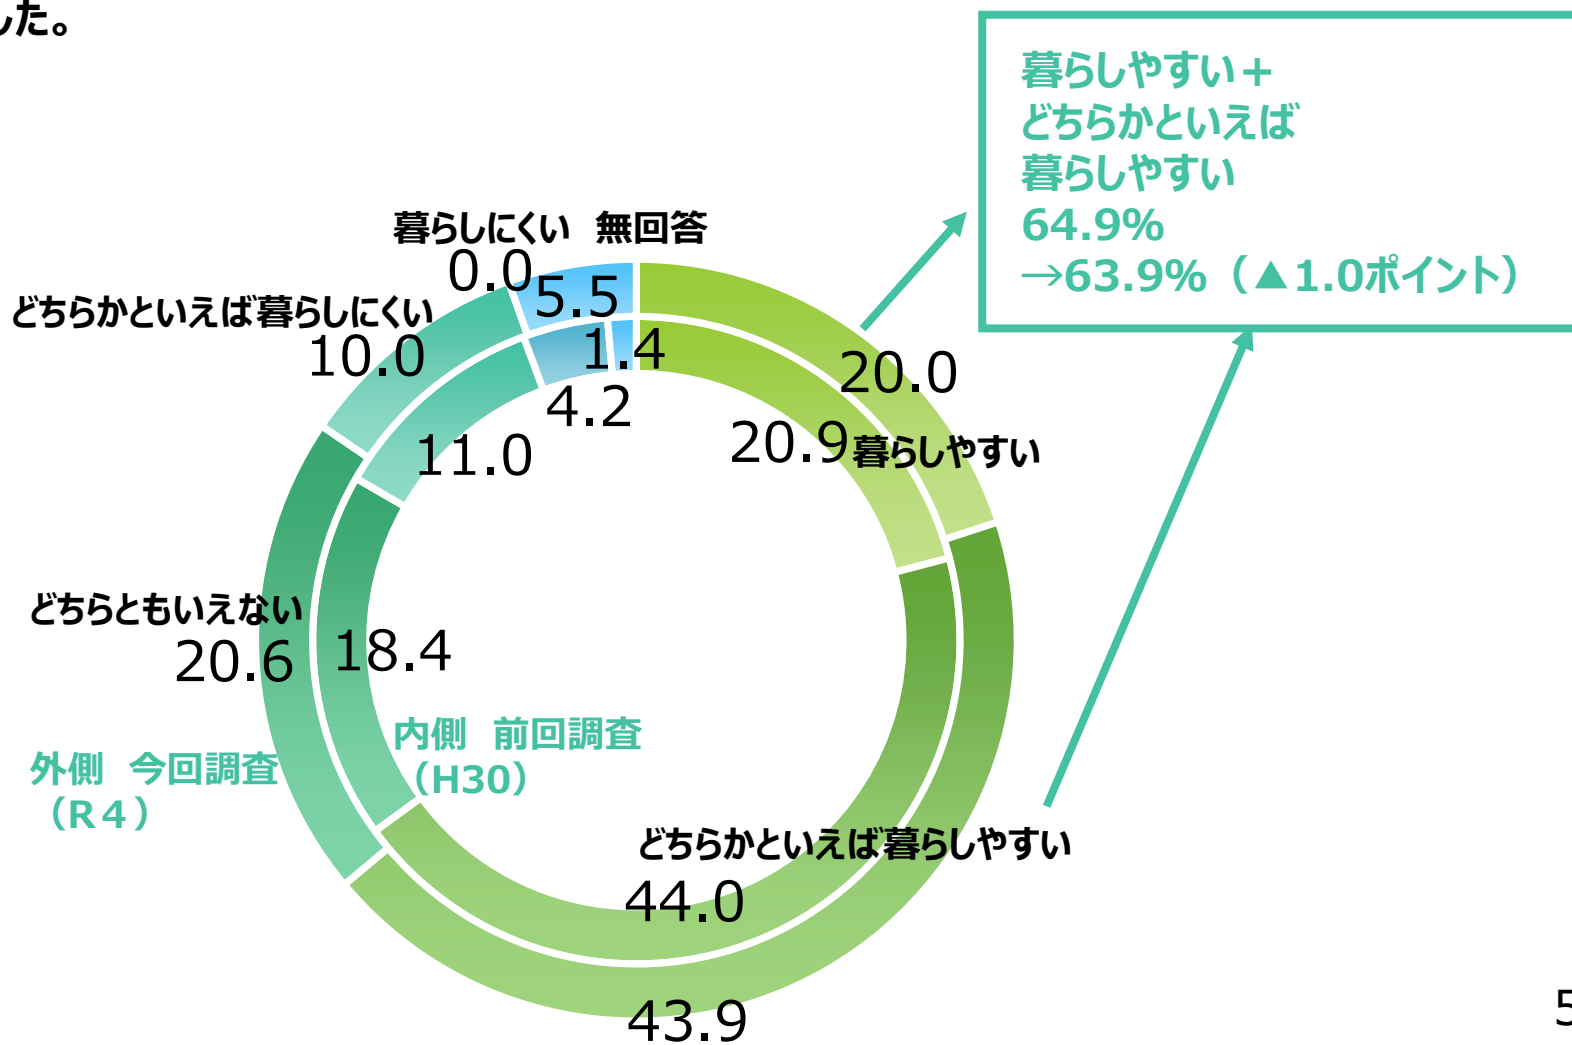 した。
暮らしやすい＋
どちらかといえば
暮らしやすい
64.9%
→63.9%（▲1.0ポイント）
暮らしにくい　無回答
0.0
5.5
どちらかといえば暮らしにくい
10.0
1.4
4.2
20.0
20.9
暮らしやすい
11.0
どちらともいえない
20.6
18.4
内側　前回調査
（H30）
外側　今回調査
（R４）
どちらかといえば暮らしやすい
44.0
43.9
5